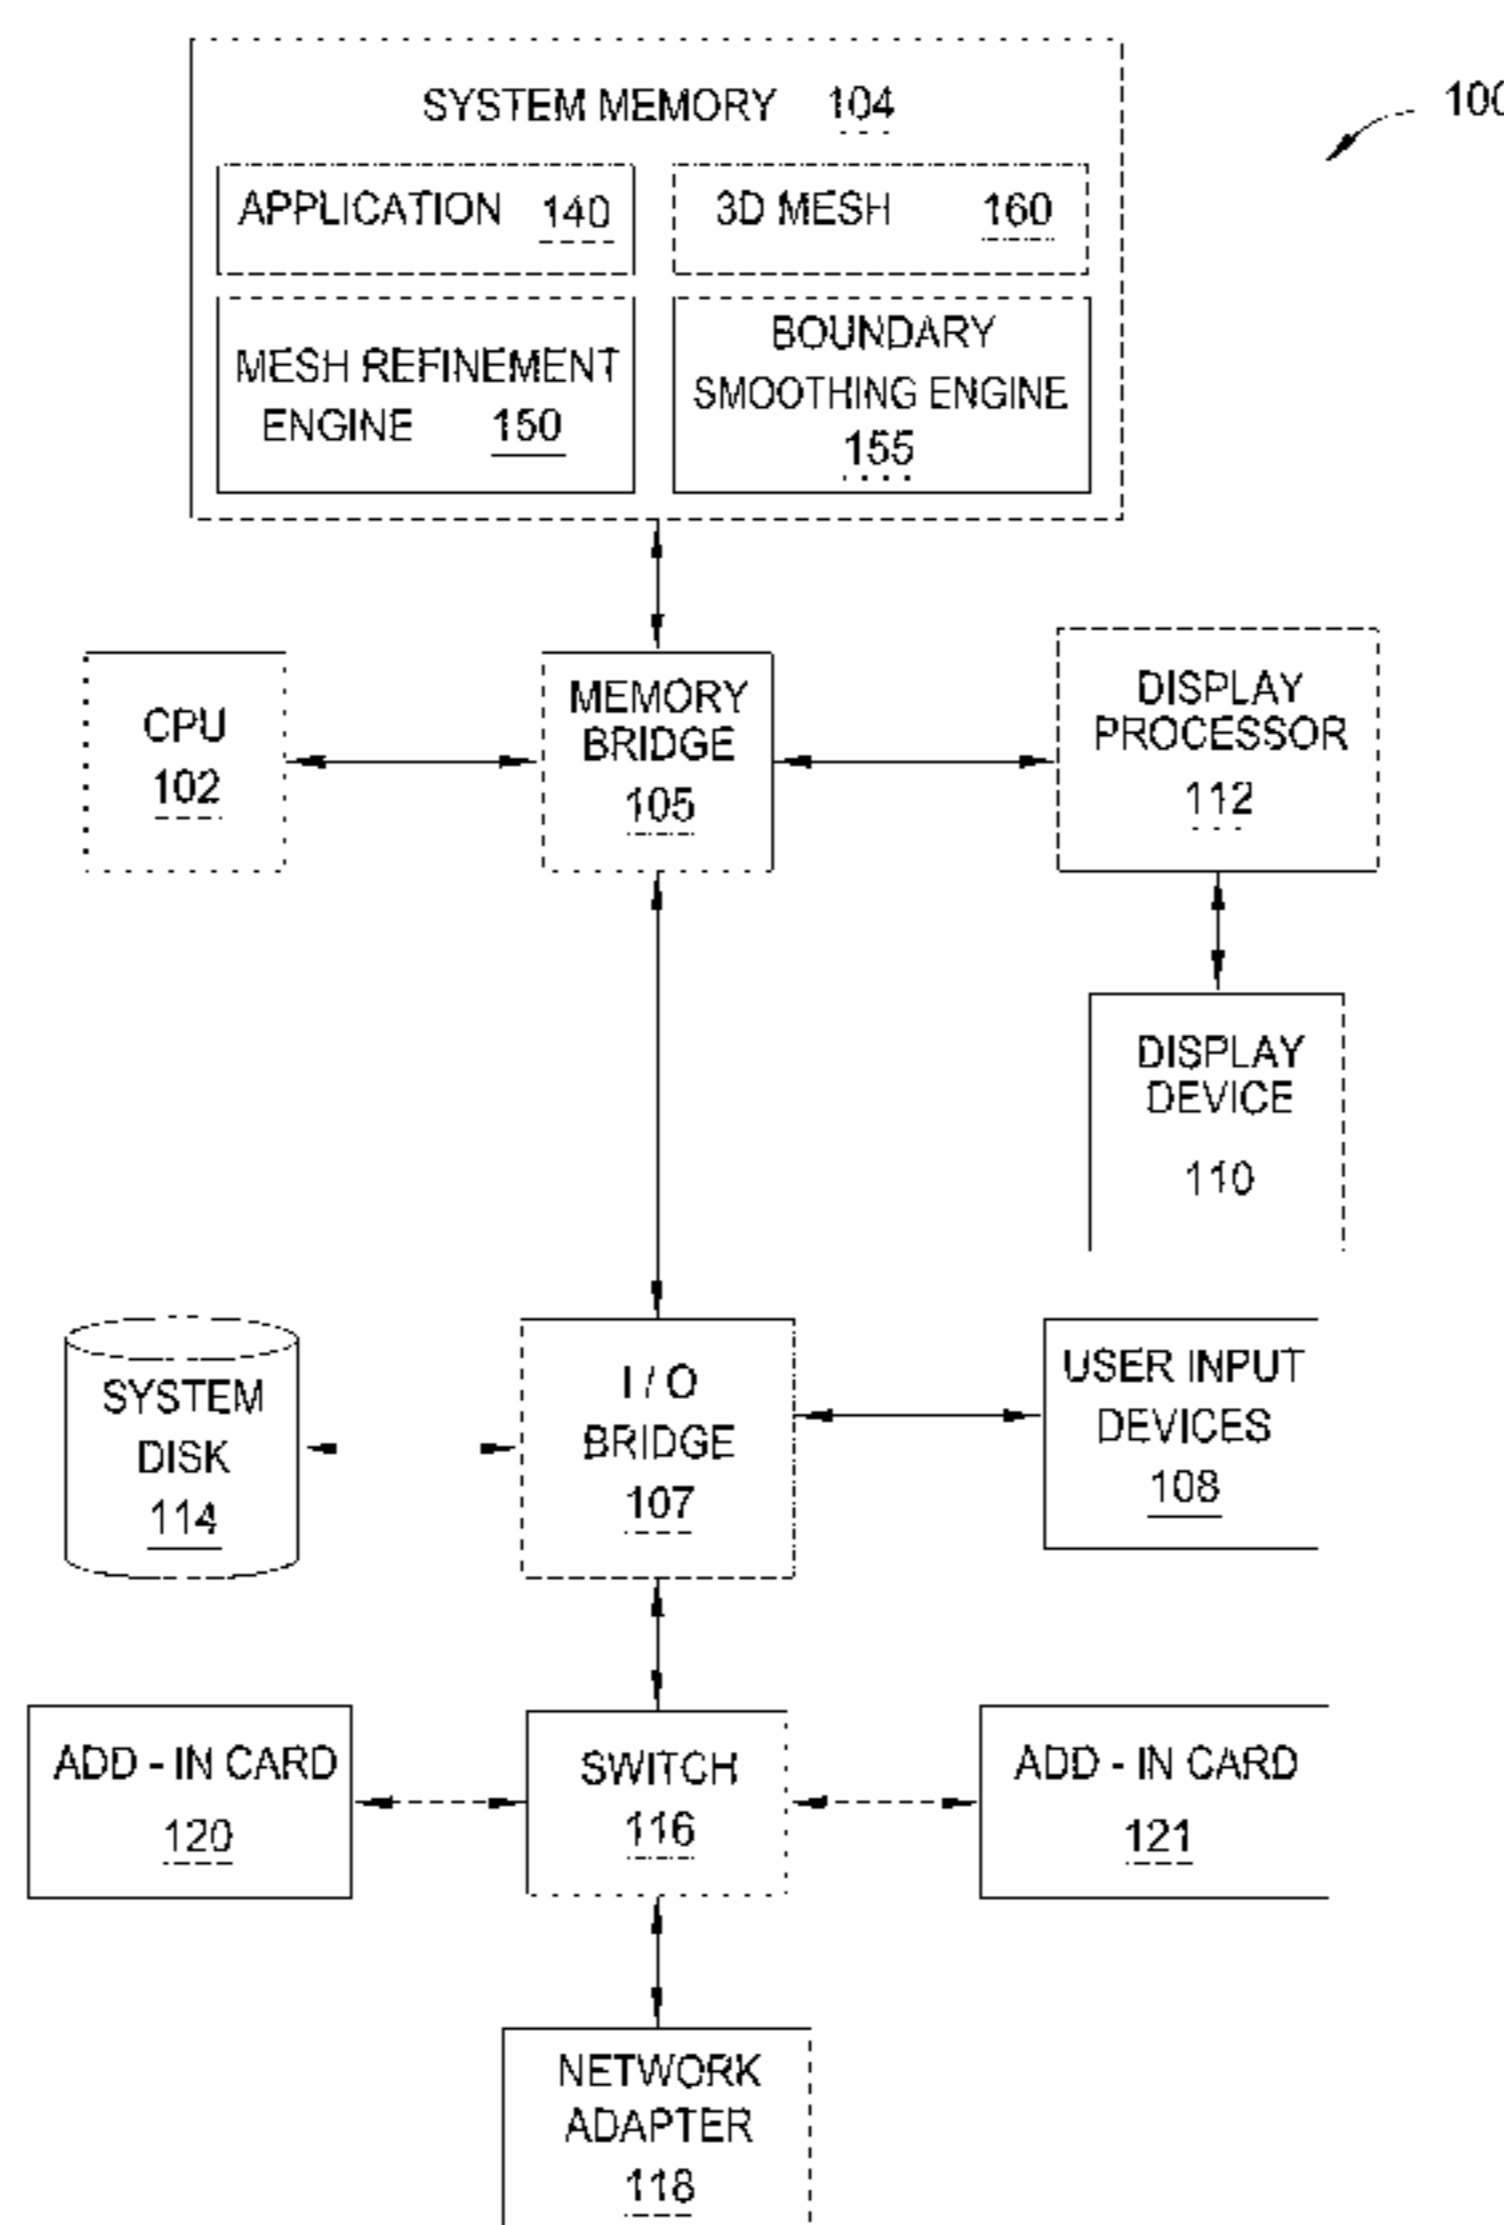 SYSTEM MEMORY 104
100
APPLICATION 140
3D MESH 160
MESH REFINEMENT
ENGINE 150
BOUNDARY
SMOOTHING ENGINE
155
CPU
102
MEMORY
BRIDGE
105
DISPLAY
PROCESSOR
112
DISPLAY
DEVICE
110
SYSTEM
DISK
114
I / O
BRIDGE
107
USER INPUT
DEVICES
108
ADD - IN CARD
120
SWITCH
116
ADD - IN CARD
121
NETWORK
ADAPTER
118